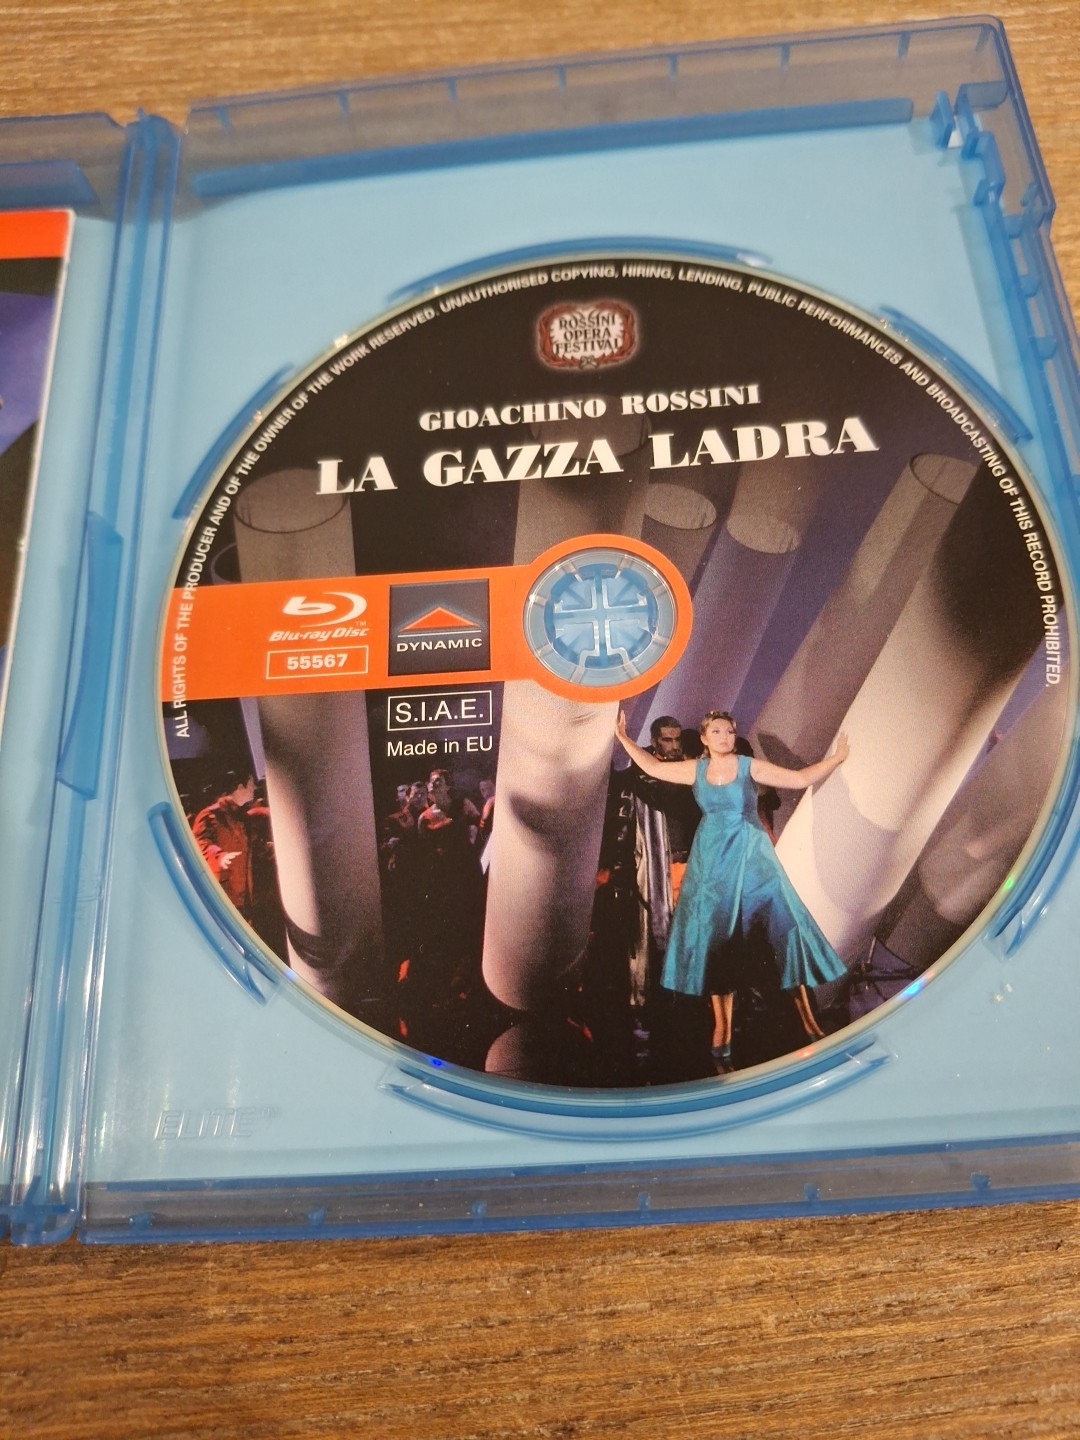 ALL RIGHTS OF THE PRODUCER AND OF THE OWNER OF THE WORK RESERVED. UNAUTHORISED COPYING, HIRING, LENDING, PUBLIC PERFORMANCES AND BROADCASTING OF THIS RECORD PROHIBITED.
ROSSINI
OPERA
FESTIVAL
GIOACHINO ROSSINI
LA GAZZA LADRA
Blu-ray Disc™
55567
DYNAMIC
S.I.A.E.
Made in EU
ELITE